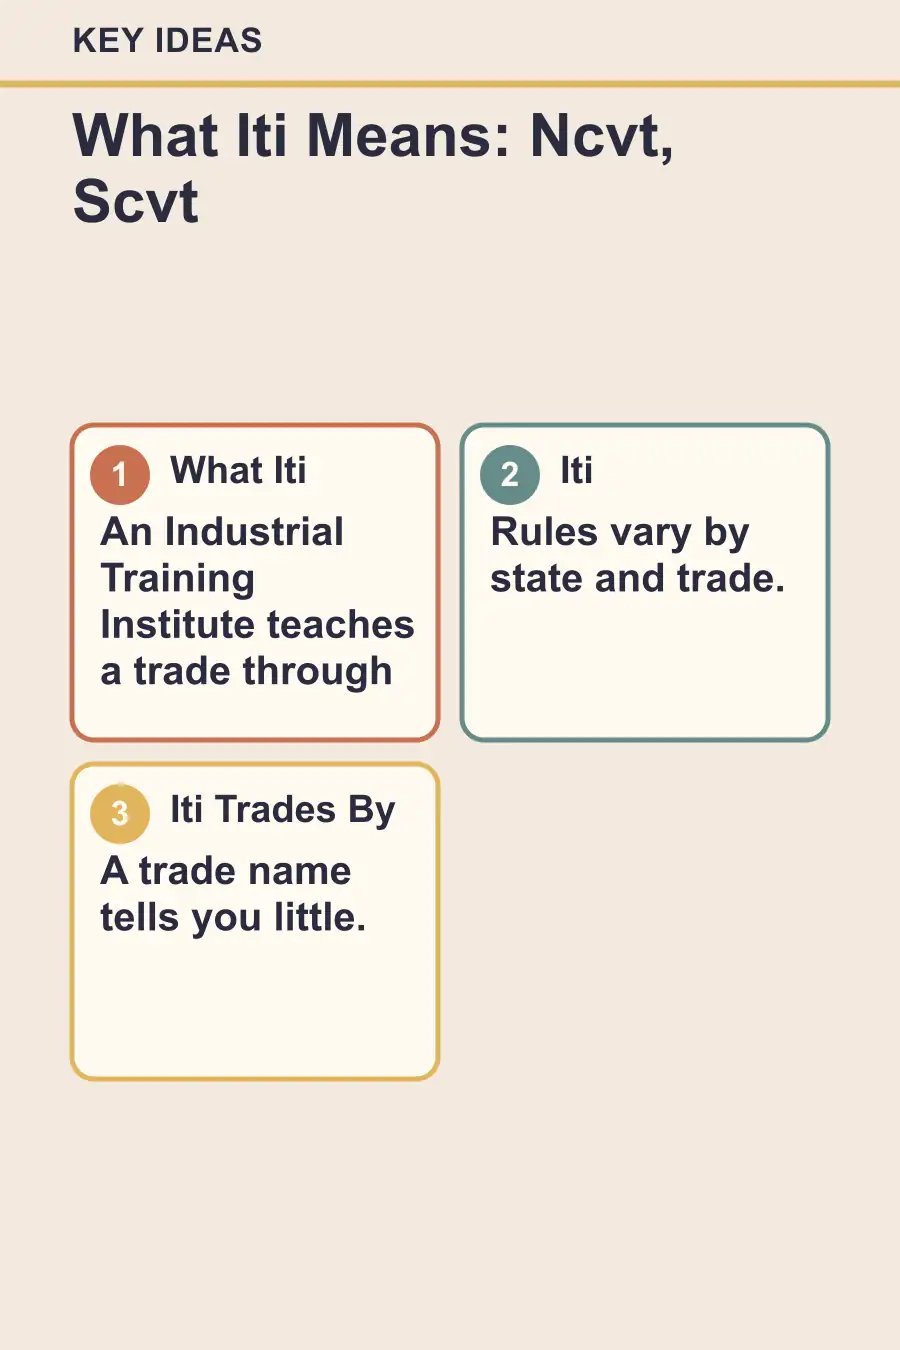 KEY IDEAS
What Iti Means: Ncvt,
Scvt
1 What Iti
An Industrial
Training
Institute teaches
a trade through
2 Iti
Rules vary by
state and trade.
3 Iti Trades By
A trade name
tells you little.